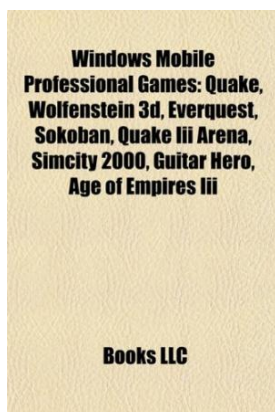 Windows Mobile
Professional Games: Quake,
Wolfenstein 3d, Everquest,
Sokoban, Quake Iii Arena,
Simcity 2000, Guitar Hero,
Age of Empires Iii
Books LLC